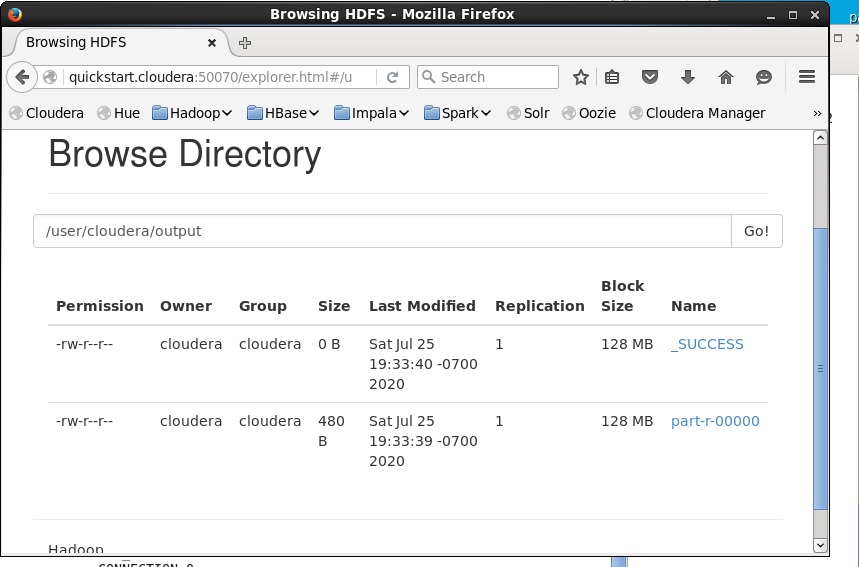 Browsing HDFS - Mozilla Firefox
Browsing HDFS
quickstart.cloudera:50070/explorer.html#/u
Search
Cloudera Hue Hadoop HBase Impala Spark Solr Oozie Cloudera Manager »
Browse Directory
/user/cloudera/output Go!
Permission Owner Group Size Last Modified Replication Block Size Name
-rw-r--r-- cloudera cloudera 0 B Sat Jul 25 1 128 MB _SUCCESS
19:33:40 -0700
2020
-rw-r--r-- cloudera cloudera 480 Sat Jul 25 1 128 MB part-r-00000
B 19:33:39 -0700
2020
Hadoop